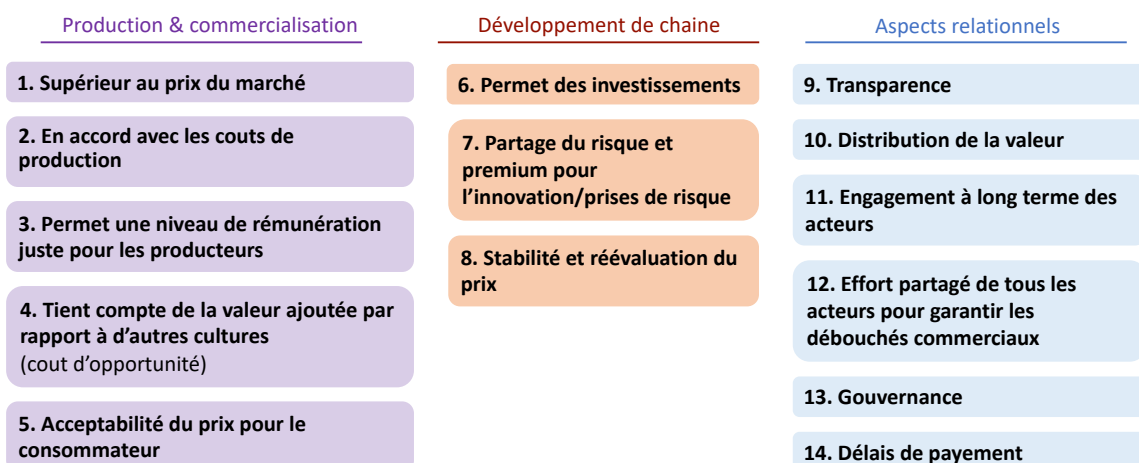 Production & commercialisation
1. Supérieur au prix du marché
2. En accord avec les couts de
production
3. Permet une niveau de rémunération
juste pour les producteurs
4. Tient compte de la valeur ajoutée par
rapport à d’autres cultures
(cout d’opportunité)
5. Acceptabilité du prix pour le
consommateur
Développement de chaine
6. Permet des investissements
7. Partage du risque et
premium pour
l’innovation/prises de risque
8. Stabilité et réévaluation du
prix
Aspects relationnels
9. Transparence
10. Distribution de la valeur
11. Engagement à long terme des
acteurs
12. Effort partagé de tous les
acteurs pour garantir les
débouchés commerciaux
13. Gouvernance
14. Délais de payement